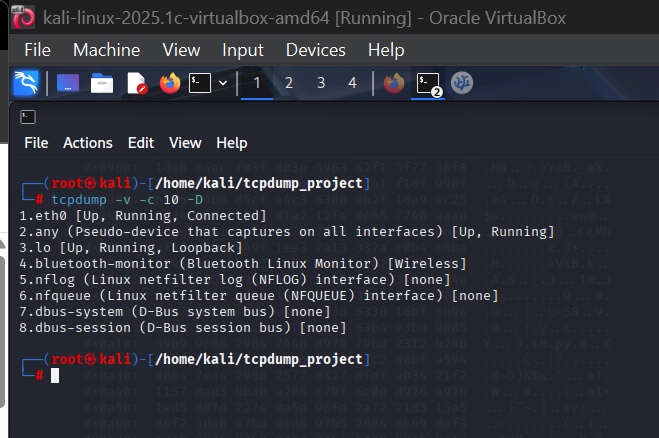 kali-linux-2025.1c-virtualbox-amd64 [Running] - Oracle VirtualBox
File Machine View Input Devices Help
1 2 3 4 2
File Actions Edit View Help
┌──(root㉿kali)-[/home/kali/tcpdump_project]
└─# tcpdump -v -c 10 -D
1.eth0 [Up, Running, Connected]
2.any (Pseudo-device that captures on all interfaces) [Up, Running]
3.lo [Up, Running, Loopback]
4.bluetooth-monitor (Bluetooth Linux Monitor) [Wireless]
5.nflog (Linux netfilter log (NFLOG) interface) [none]
6.nfqueue (Linux netfilter queue (NFQUEUE) interface) [none]
7.dbus-system (D-Bus system bus) [none]
8.dbus-session (D-Bus session bus) [none]
┌──(root㉿kali)-[/home/kali/tcpdump_project]
└─#